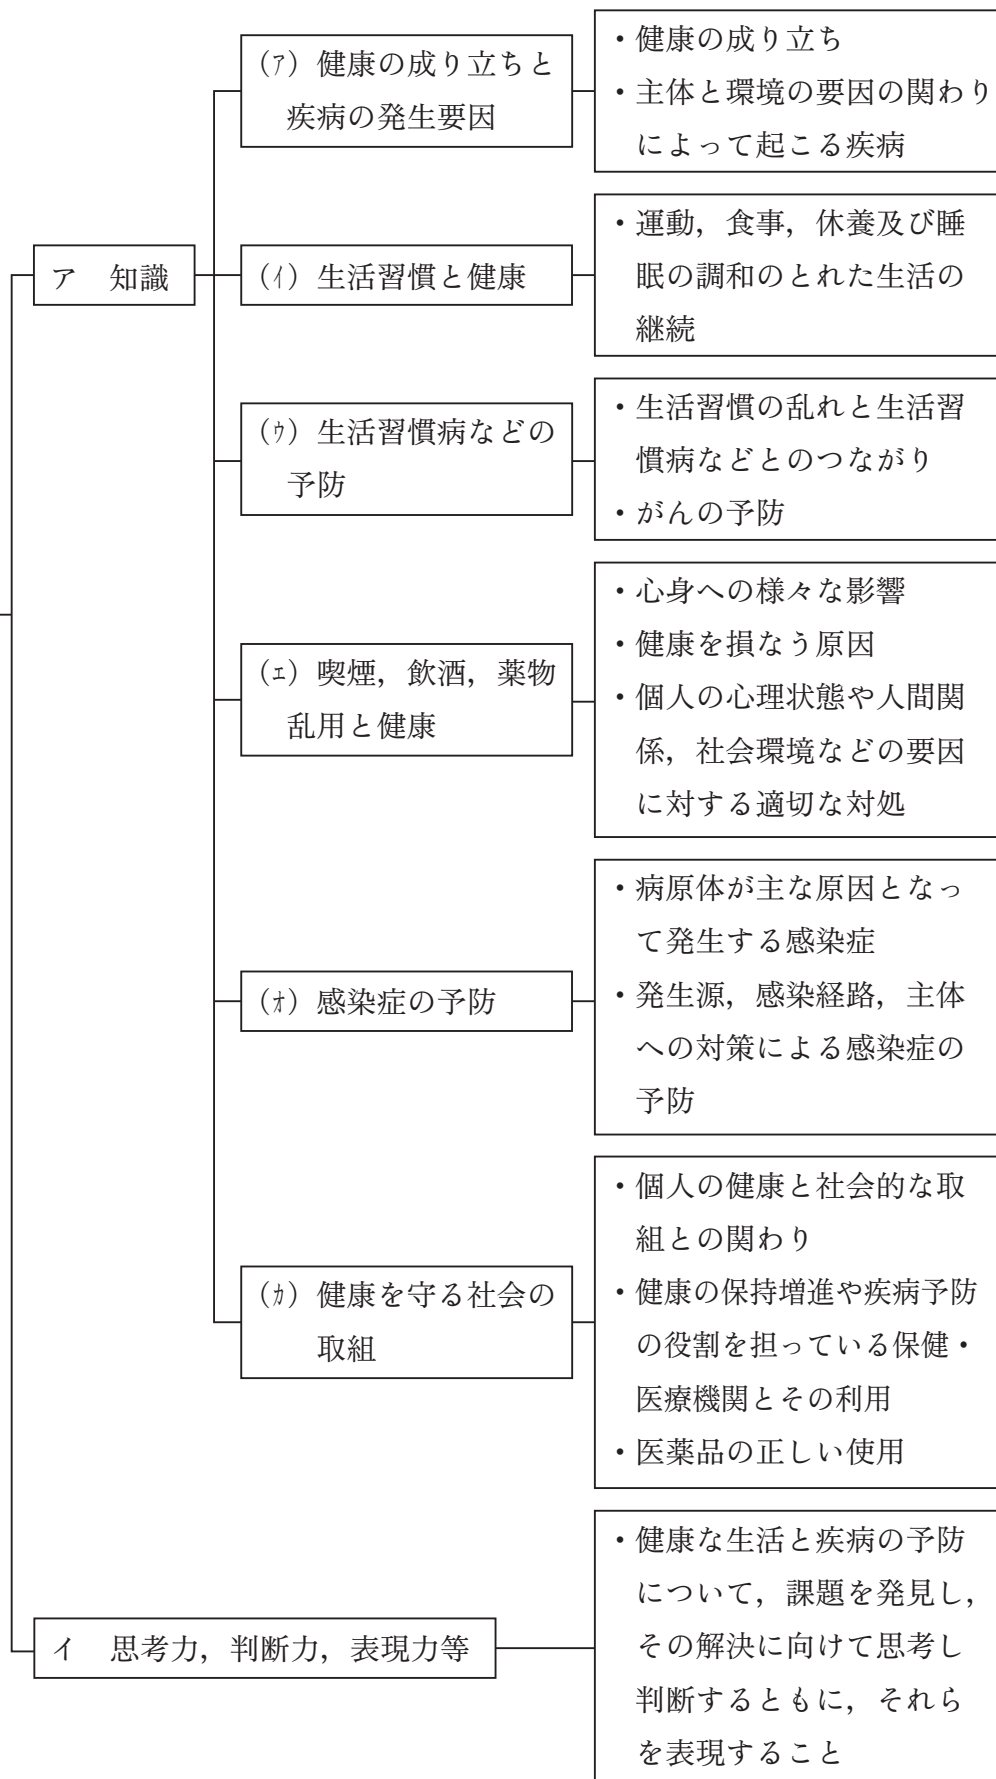 ア　知識
(ｱ) 健康の成り立ちと
疾病の発生要因
・健康の成り立ち
・主体と環境の要因の関わり
によって起こる疾病
(ｲ) 生活習慣と健康
・運動，食事，休養及び睡
眠の調和のとれた生活の
継続
(ｳ) 生活習慣病などの
予防
・生活習慣の乱れと生活習
慣病などとのつながり
・がんの予防
(ｴ) 喫煙，飲酒，薬物
乱用と健康
・心身への様々な影響
・健康を損なう原因
・個人の心理状態や人間関
係，社会環境などの要因
に対する適切な対処
(ｵ) 感染症の予防
・病原体が主な原因となっ
て発生する感染症
・発生源，感染経路，主体
への対策による感染症の
予防
(ｶ) 健康を守る社会の
取組
・個人の健康と社会的な取
組との関わり
・健康の保持増進や疾病予防
の役割を担っている保健・
医療機関とその利用
・医薬品の正しい使用
イ　思考力，判断力，表現力等
・健康な生活と疾病の予防
について，課題を発見し，
その解決に向けて思考し
判断するともに，それら
を表現すること